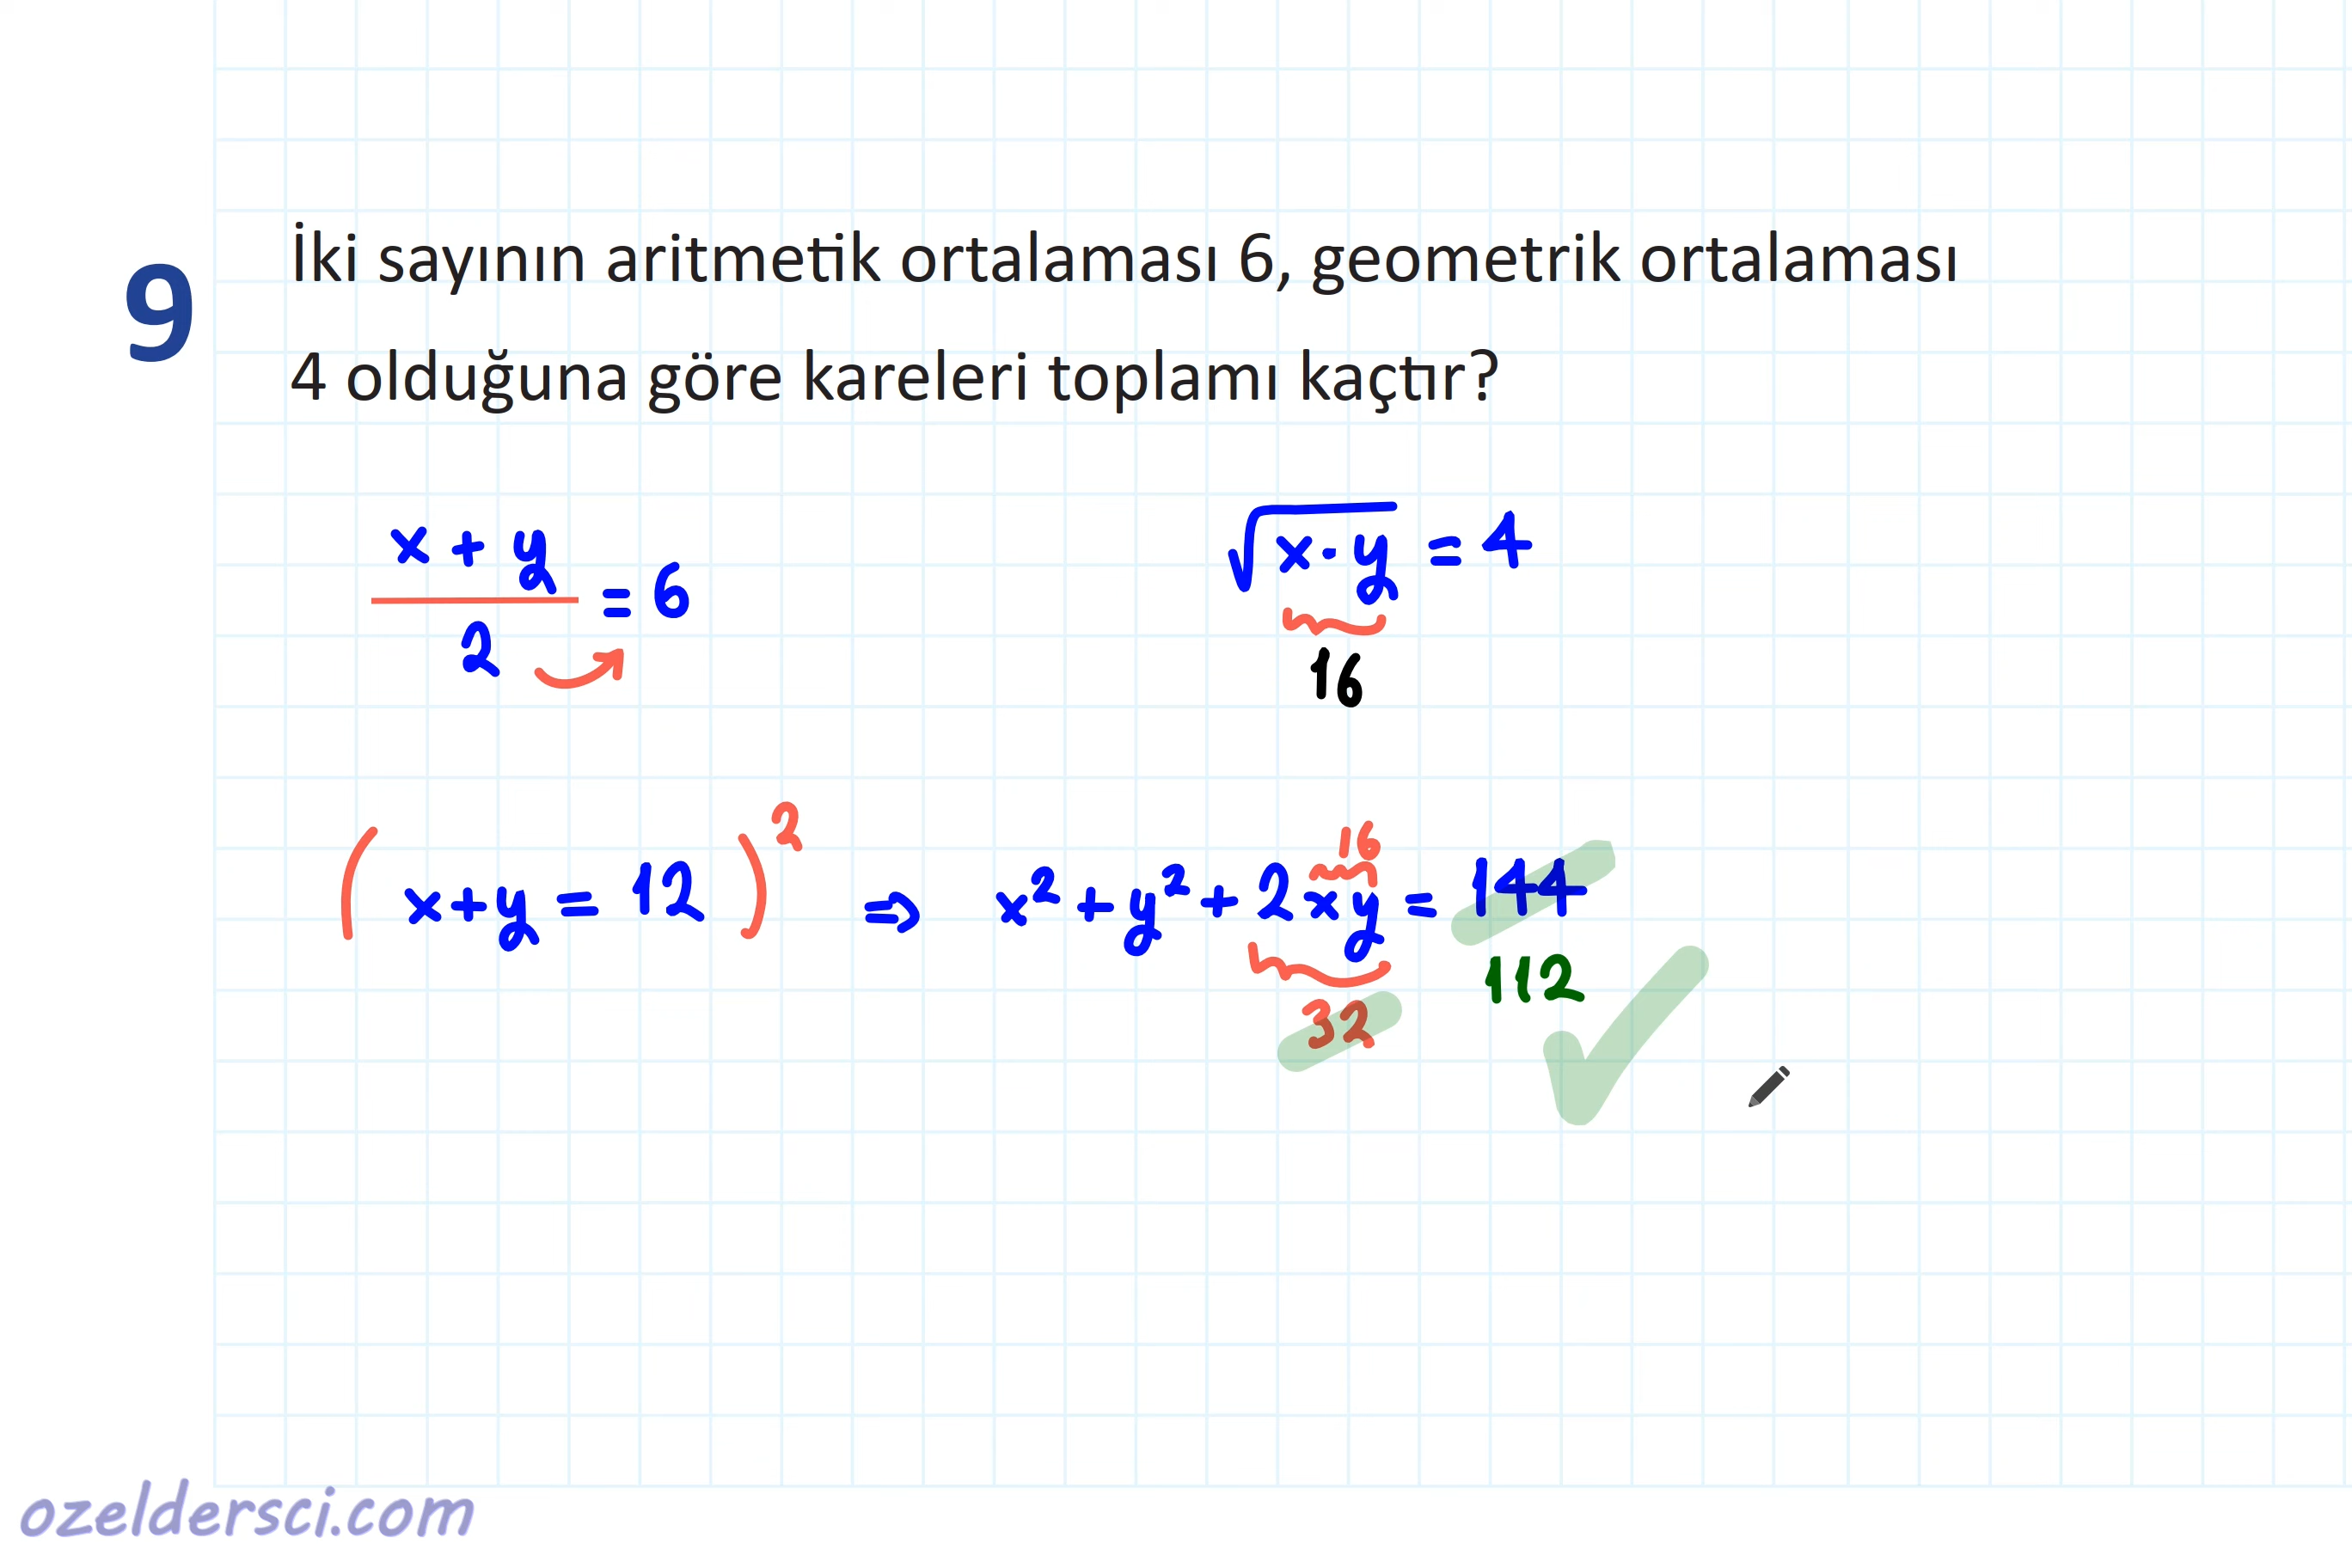 9
İki sayının aritmetik ortalaması 6, geometrik ortalaması
4 olduğuna göre kareleri toplamı kaçtır?
x + y
= 6
2
√x · y = 4
16
(x+y = 12)² ⇒ x² + y² + 2xy = 144
16
32
112
ozeldersci.com